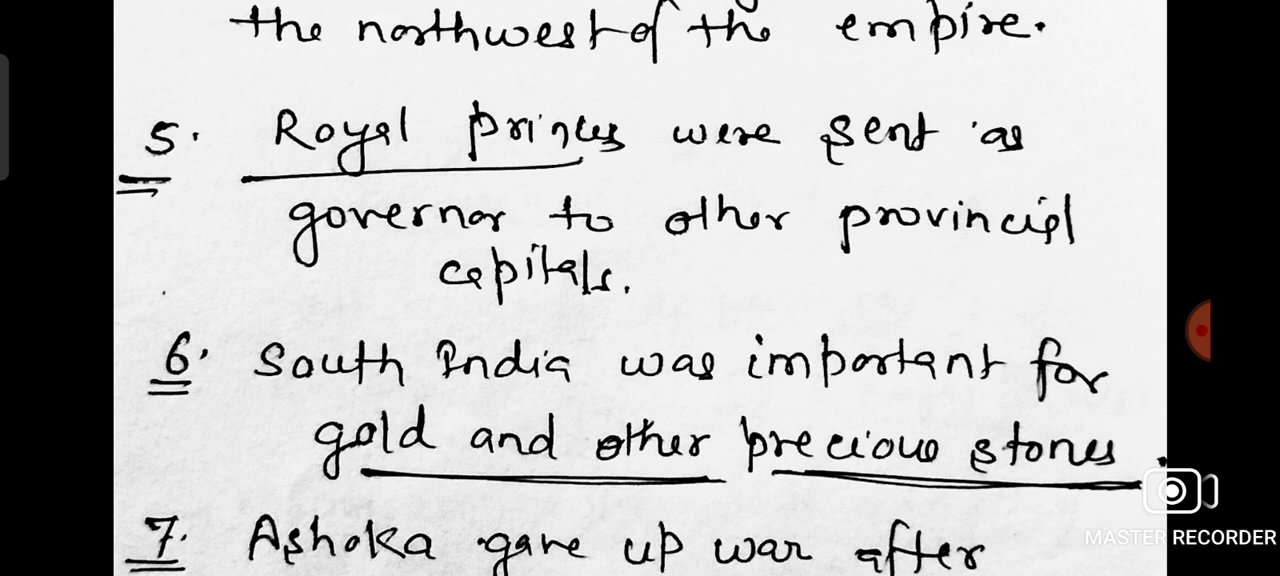 the northwest of the empire.
5. Royal princes were sent as
governor to other provincial
capitals.
6. South India was important for
gold and other precious stones.
7. Ashoka gave up war after
MASTER RECORDER